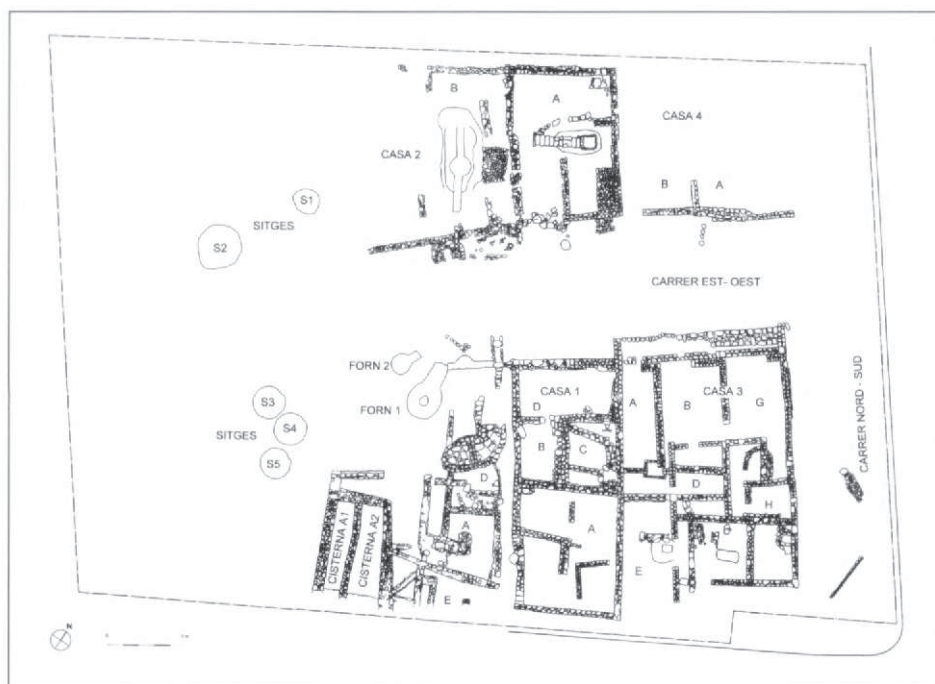 B
A
CASA 4
CASA 2
B
A
S1
SITGES
S2
CARRER EST- OEST
FORN 2
CASA 1
CASA 3
A
B
G
S3
FORN 1
D
SITGES
S4
B
C
S5
D
D
H
CARRER NORD - SUD
CISTERNA A1
CISTERNA A2
A
A
E
E
N